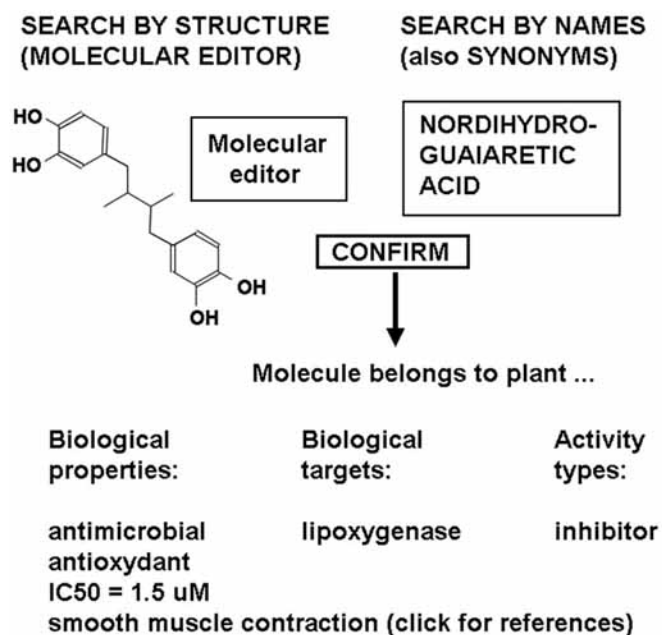 SEARCH BY STRUCTURE
(MOLECULAR EDITOR)
SEARCH BY NAMES
(also SYNONYMS)
HO
HO
OH
OH
Molecular
editor
NORDIHYDRO-
GUAIARETIC
ACID
CONFIRM
Molecule belongs to plant ...
Biological
properties:
Biological
targets:
Activity
types:
antimicrobial
lipoxygenase
inhibitor
antioxydant
IC50 = 1.5 uM
smooth muscle contraction (click for references)